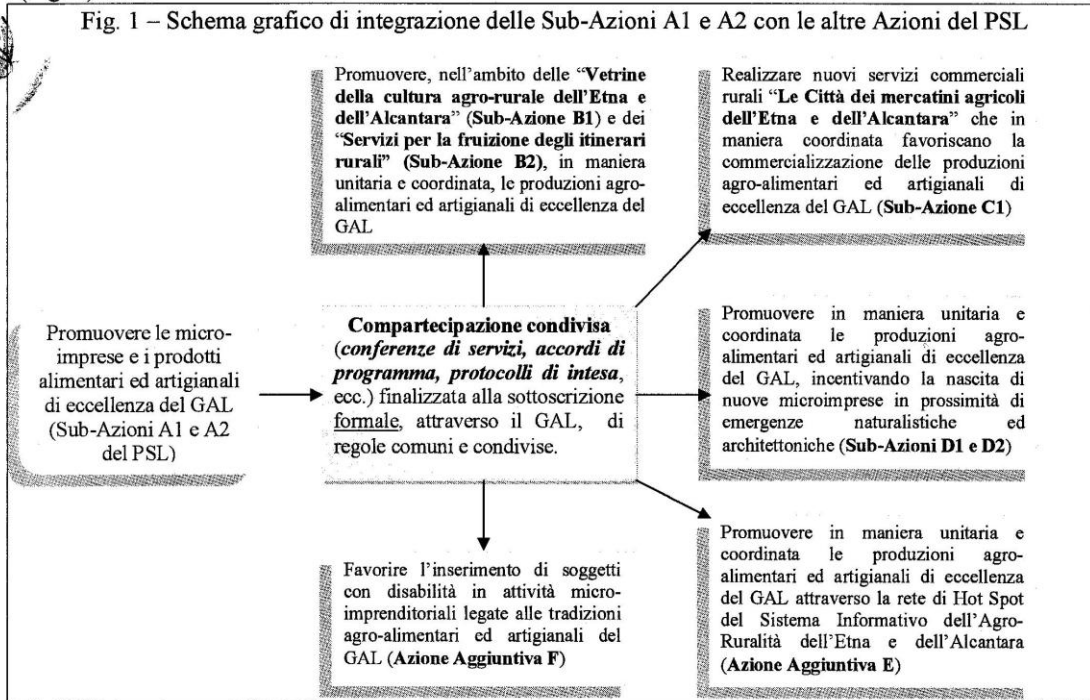 Fig. 1 – Schema grafico di integrazione delle Sub-Azioni A1 e A2 con le altre Azioni del PSL
Promuovere, nell'ambito delle "Vetrine
della cultura agro-rurale dell'Etna e
dell'Alcantara" (Sub-Azione B1) e dei
"Servizi per la fruizione degli itinerari
rurali" (Sub-Azione B2), in maniera
unitaria e coordinata, le produzioni agro-
alimentari ed artigianali di eccellenza del
GAL
Realizzare nuovi servizi commerciali
rurali "Le Città dei mercatini agricoli
dell'Etna e dell'Alcantara" che in
maniera coordinata favoriscano la
commercializzazione delle produzioni
agro-alimentari ed artigianali di
eccellenza del GAL (Sub-Azione C1)
Promuovere le micro-
imprese e i prodotti
alimentari ed artigianali
di eccellenza del GAL
(Sub-Azioni A1 e A2
del PSL)
Compartecipazione condivisa
(conferenze di servizi, accordi di
programma, protocolli di intesa,
ecc.) finalizzata alla sottoscrizione
formale, attraverso il GAL, di
regole comuni e condivise.
Promuovere in maniera unitaria e
coordinata le produzioni agro-
alimentari ed artigianali di eccellenza
del GAL, incentivando la nascita di
nuove microimprese in prossimità di
emergenze naturalistiche ed
architettoniche (Sub-Azioni D1 e D2)
Favorire l'inserimento di soggetti
con disabilità in attività micro-
imprenditoriali legate alle tradizioni
agro-alimentari ed artigianali del
GAL (Azione Aggiuntiva F)
Promuovere in maniera unitaria e
coordinata le produzioni agro-
alimentari ed artigianali di eccellenza
del GAL attraverso la rete di Hot Spot
del Sistema Informativo dell'Agro-
Ruralità dell'Etna e dell'Alcantara
(Azione Aggiuntiva E)